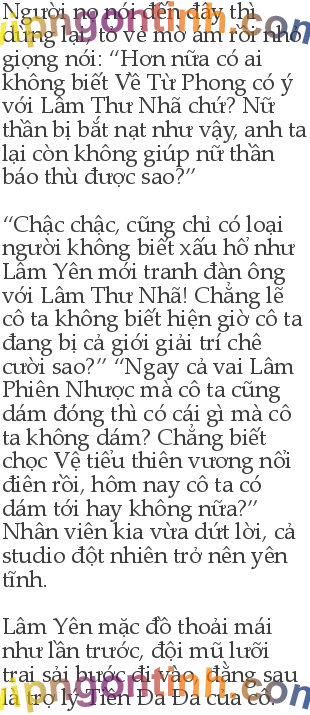 Người nọ nói đến đây thì
dừng lại, tỏ vẻ mờ ám rồi nhỏ
giọng nói: “Hơn nữa có ai
không biết Vê Từ Phong có ý
với Lâm Thư Nhã chứ? Nữ
thần bị bắt nạt như vậy, anh ta
lại còn không giúp nữ thần
báo thù được sao?”
“Chậc chậc, cũng chỉ có loại
người không biết xấu hổ như
Lâm Yên mới tranh đàn ông
với Lâm Thư Nhã! Chẳng lẽ
cô ta không biết hiện giờ cô ta
đang bị cả giới giải trí chê
cười sao?” “Ngay cả vai Lâm
Phiên Nhược mà cô ta cũng
dám đóng thì có cái gì mà cô
ta không dám? Chẳng biết
chọc Vệ tiểu thiên vương nổi
điên rồi, hôm nay cô ta có
dám tới hay không nữa?”
Nhân viên kia vừa dứt lời, cả
studio đột nhiên trở nên yên
tĩnh.
Lâm Yên mặc đồ thoải mái
như lần trước, đội mũ lưỡi
trai sải bước đi vào, đằng sau
là trợ lý Tiền Đa Đa của cô.
vipngontinh.com
vipngontinh.com